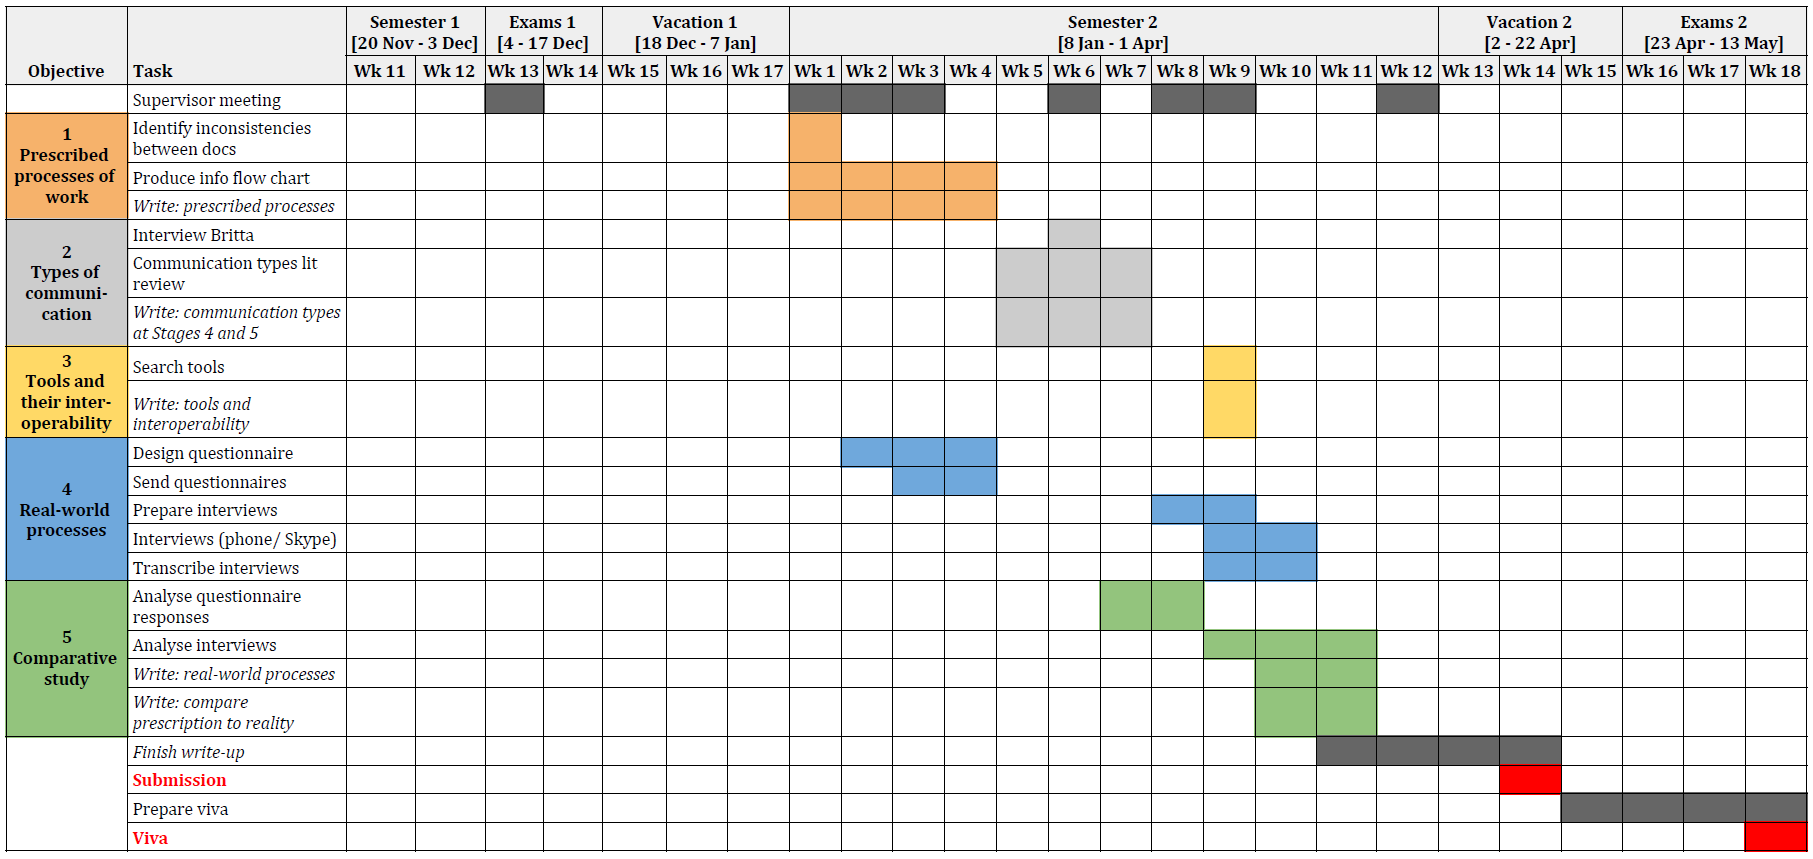 Semester 1
[20 Nov - 3 Dec]
Exams 1
[4 - 17 Dec]
Vacation 1
[18 Dec - 7 Jan]
Semester 2
[8 Jan - 1 Apr]
Vacation 2
[2 - 22 Apr]
Exams 2
[23 Apr - 13 May]
Objective Task Wk 11 Wk 12 Wk 13 Wk 14 Wk 15 Wk 16 Wk 17 Wk 1 Wk 2 Wk 3 Wk 4 Wk 5 Wk 6 Wk 7 Wk 8 Wk 9 Wk 10 Wk 11 Wk 12 Wk 13 Wk 14 Wk 15 Wk 16 Wk 17 Wk 18
Supervisor meeting
1
Prescribed
processes of
work
Identify inconsistencies
between docs
Produce info flow chart
Write: prescribed processes
2
Types of
communi-
cation
Interview Britta
Communication types lit
review
Write: communication types
at Stages 4 and 5
3
Tools and
their inter-
operability
Search tools
Write: tools and
interoperability
4
Real-world
processes
Design questionnaire
Send questionnaires
Prepare interviews
Interviews (phone/ Skype)
Transcribe interviews
5
Comparative
study
Analyse questionnaire
responses
Analyse interviews
Write: real-world processes
Write: compare
prescription to reality
Finish write-up
Submission
Prepare viva
Viva